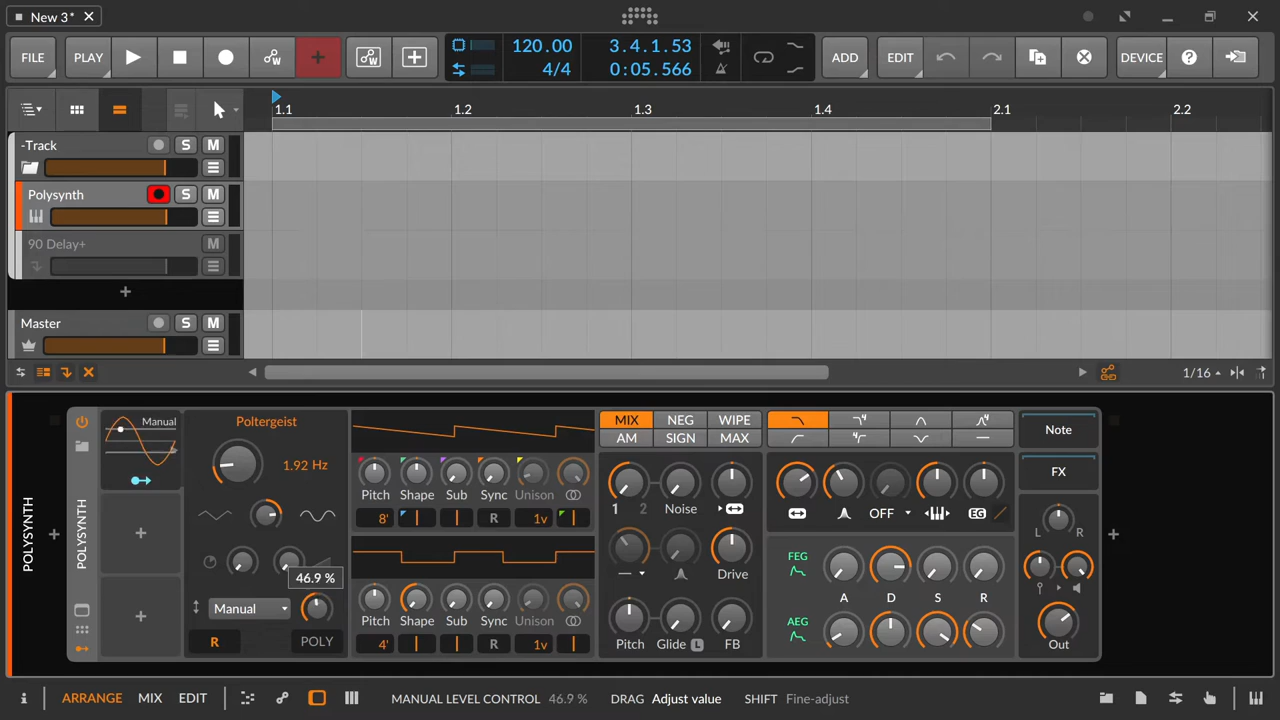 New 3*
FILE
PLAY
120.00
4/4
3.4.1.53
0:05.566
ADD
EDIT
DEVICE
1.1
1.2
1.3
1.4
2.1
2.2
-Track
S
M
Polysynth
S
M
90 Delay+
M
Master
S
M
1/16
POLYSYNTH
POLYSYNTH
Manual
Poltergeist
1.92 Hz
46.9 %
Manual
R
POLY
Pitch
Shape
Sub
Sync
Unison
8'
R
1v
Pitch
Shape
Sub
Sync
Unison
4'
R
1v
MIX
NEG
WIPE
AM
SIGN
MAX
1
2
Noise
Drive
Pitch
Glide
L
FB
OFF
EG
FEG
A
D
S
R
AEG
Note
FX
L
R
Out
ARRANGE
MIX
EDIT
MANUAL LEVEL CONTROL 46.9 %
DRAG Adjust value
SHIFT Fine-adjust